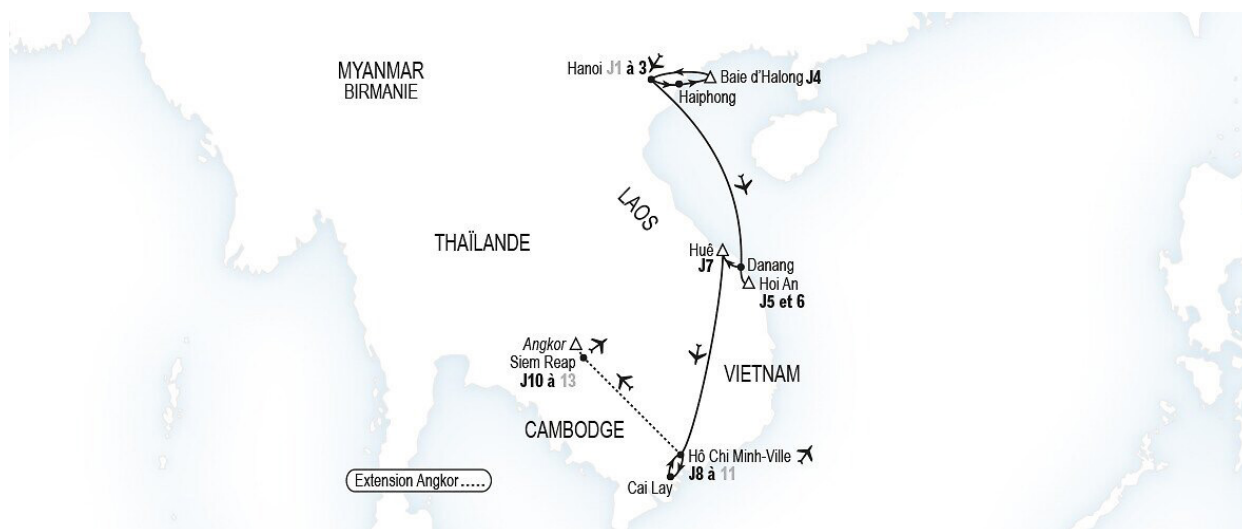 MYANMAR
BIRMANIE
Hanoi J1 à 3
Baie d'Halong J4
Haiphong
LAOS
THAÏLANDE
Huê
J7
Danang
Hoi An
J5 et 6
Angkor
Siem Reap
J10 à 13
VIETNAM
CAMBODGE
Hô Chi Minh-Ville
J8 à 11
Cai Lay
Extension Angkor.....